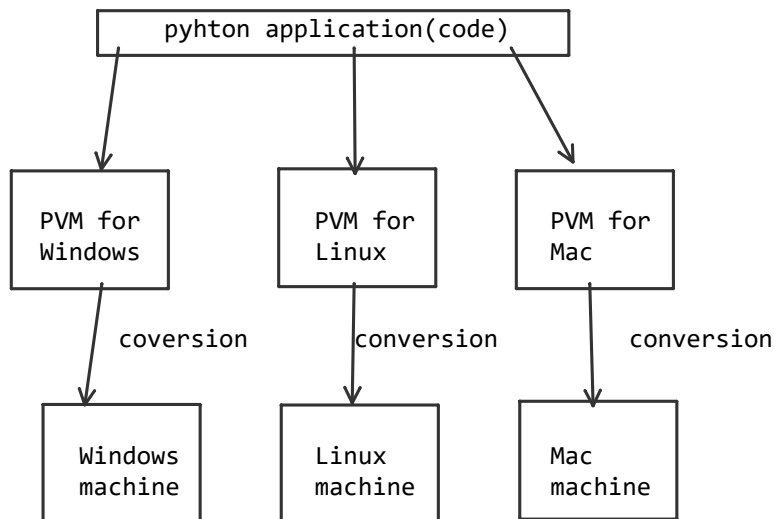 pyhton application(code)
PVM for
Windows
PVM for
Linux
PVM for
Mac
coversion
conversion
conversion
Windows
machine
Linux
machine
Mac
machine